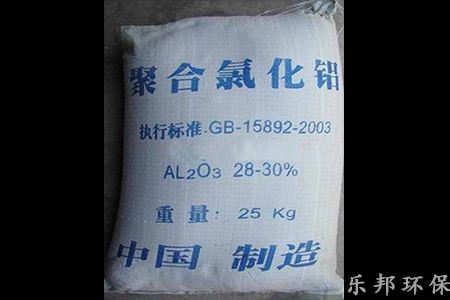 聚合氯化铝
执行标准:GB-15892-2003
AL₂O₃ 28-30%
重量: 25 Kg
中国 制造
乐邦环保